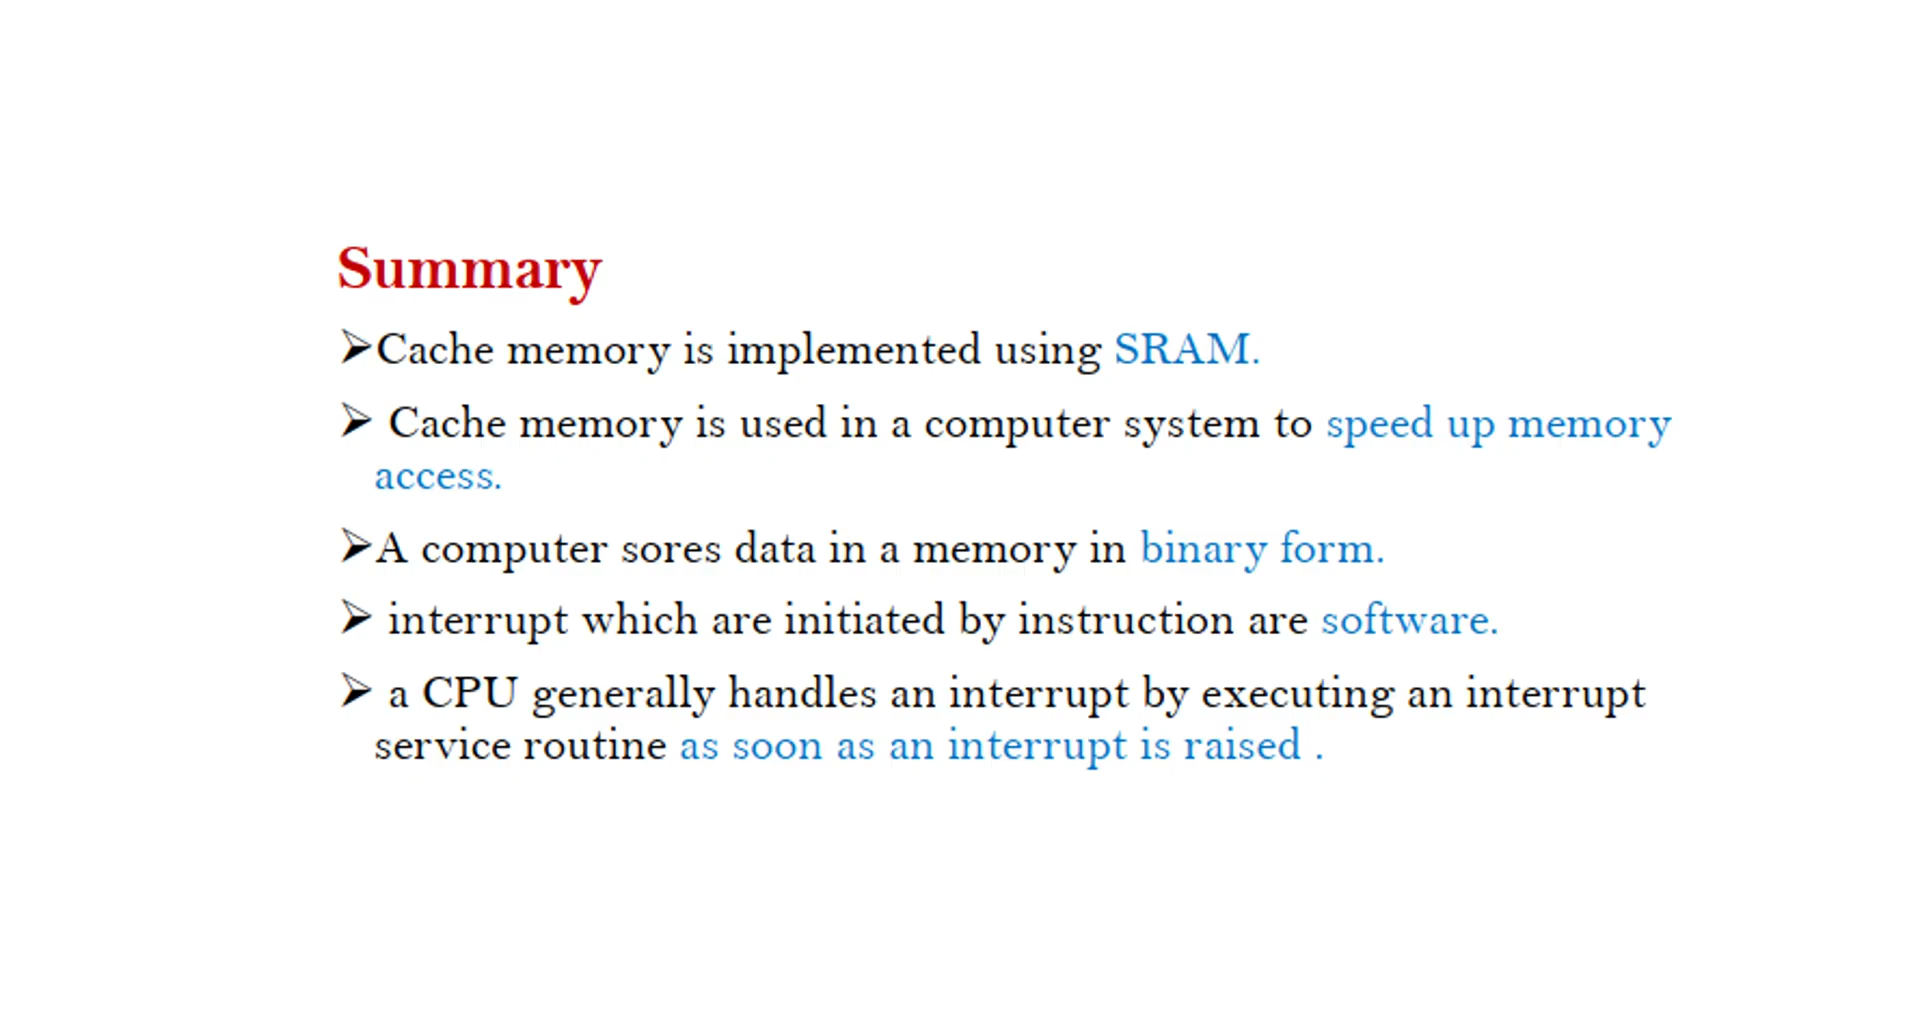 Summary
➢Cache memory is implemented using SRAM.
➢ Cache memory is used in a computer system to speed up memory
access.
➢A computer sores data in a memory in binary form.
➢ interrupt which are initiated by instruction are software.
➢ a CPU generally handles an interrupt by executing an interrupt
service routine as soon as an interrupt is raised .